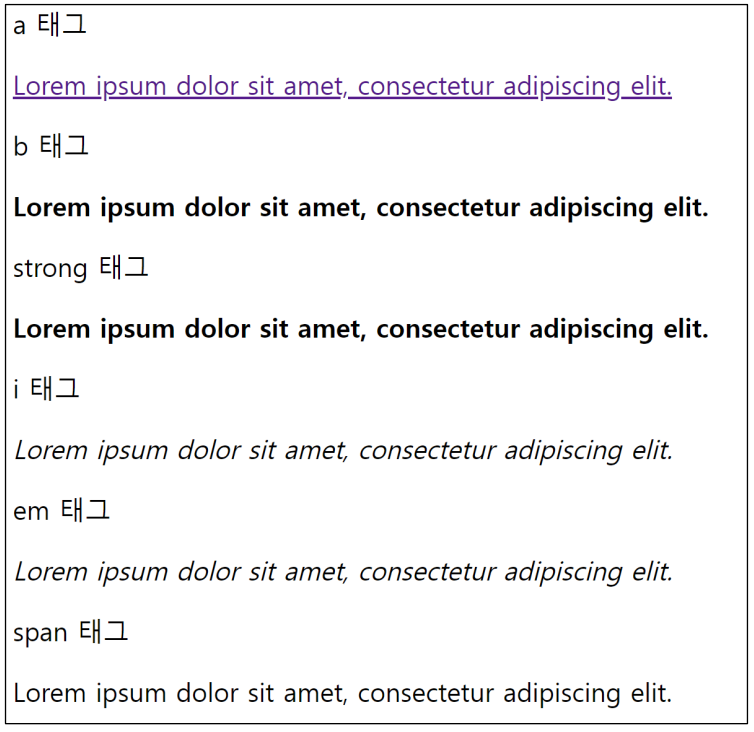 a 태그
Lorem ipsum dolor sit amet, consectetur adipiscing elit.
b 태그
Lorem ipsum dolor sit amet, consectetur adipiscing elit.
strong 태그
Lorem ipsum dolor sit amet, consectetur adipiscing elit.
i 태그
Lorem ipsum dolor sit amet, consectetur adipiscing elit.
em 태그
Lorem ipsum dolor sit amet, consectetur adipiscing elit.
span 태그
Lorem ipsum dolor sit amet, consectetur adipiscing elit.